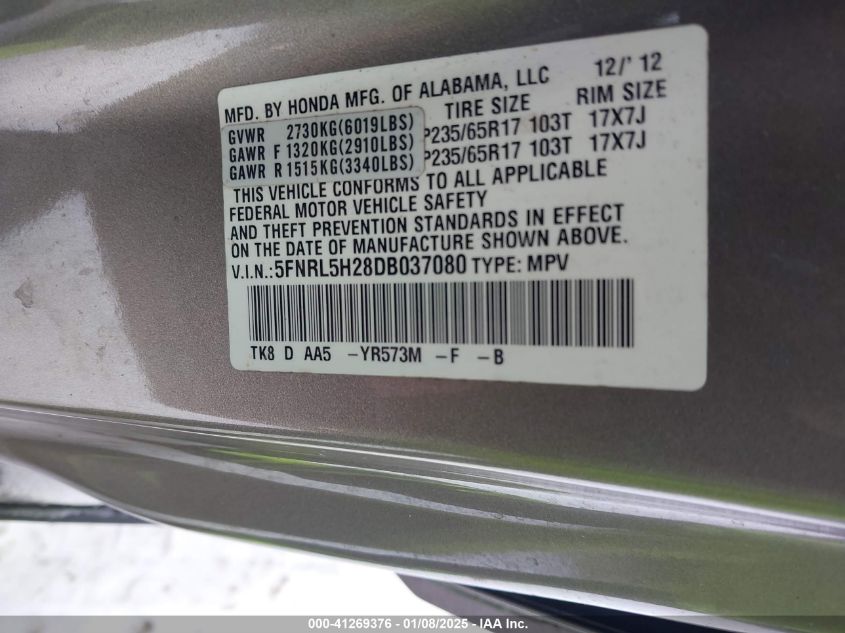 MFD. BY HONDA MFG. OF ALABAMA, LLC 12/'12
TIRE SIZE RIM SIZE
GVWR 2730KG(6019LBS)
GAWR F 1320KG(2910LBS) P235/65R17 103T 17X7J
GAWR R 1515KG(3340LBS) P235/65R17 103T 17X7J
THIS VEHICLE CONFORMS TO ALL APPLICABLE
FEDERAL MOTOR VEHICLE SAFETY
AND THEFT PREVENTION STANDARDS IN EFFECT
ON THE DATE OF MANUFACTURE SHOWN ABOVE.
V.I.N.:5FNRL5H28DB037080 TYPE: MPV
TK8 D AA5 -YR573M -F -B
000-41269376 - 01/08/2025 - IAAI.com